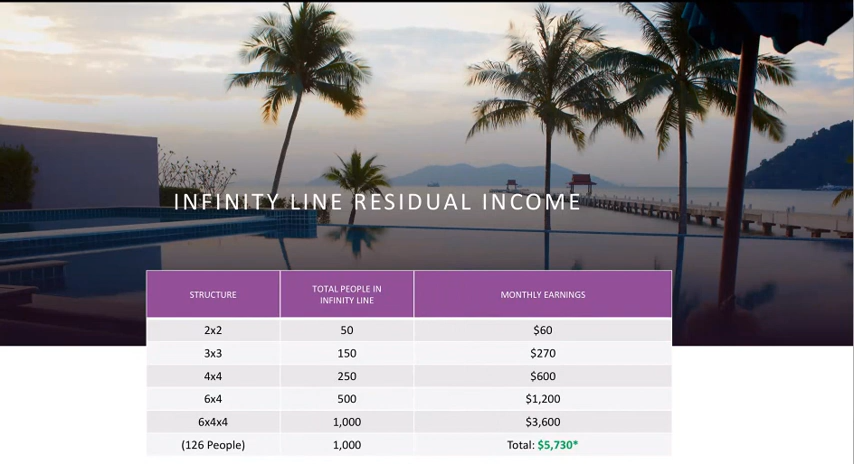 INFINITY LINE RESIDUAL INCOME
STRUCTURE TOTAL PEOPLE IN INFINITY LINE MONTHLY EARNINGS
2x2 50 $60
3x3 150 $270
4x4 250 $600
6x4 500 $1,200
6x4x4 1,000 $3,600
(126 People) 1,000 Total: $5,730*